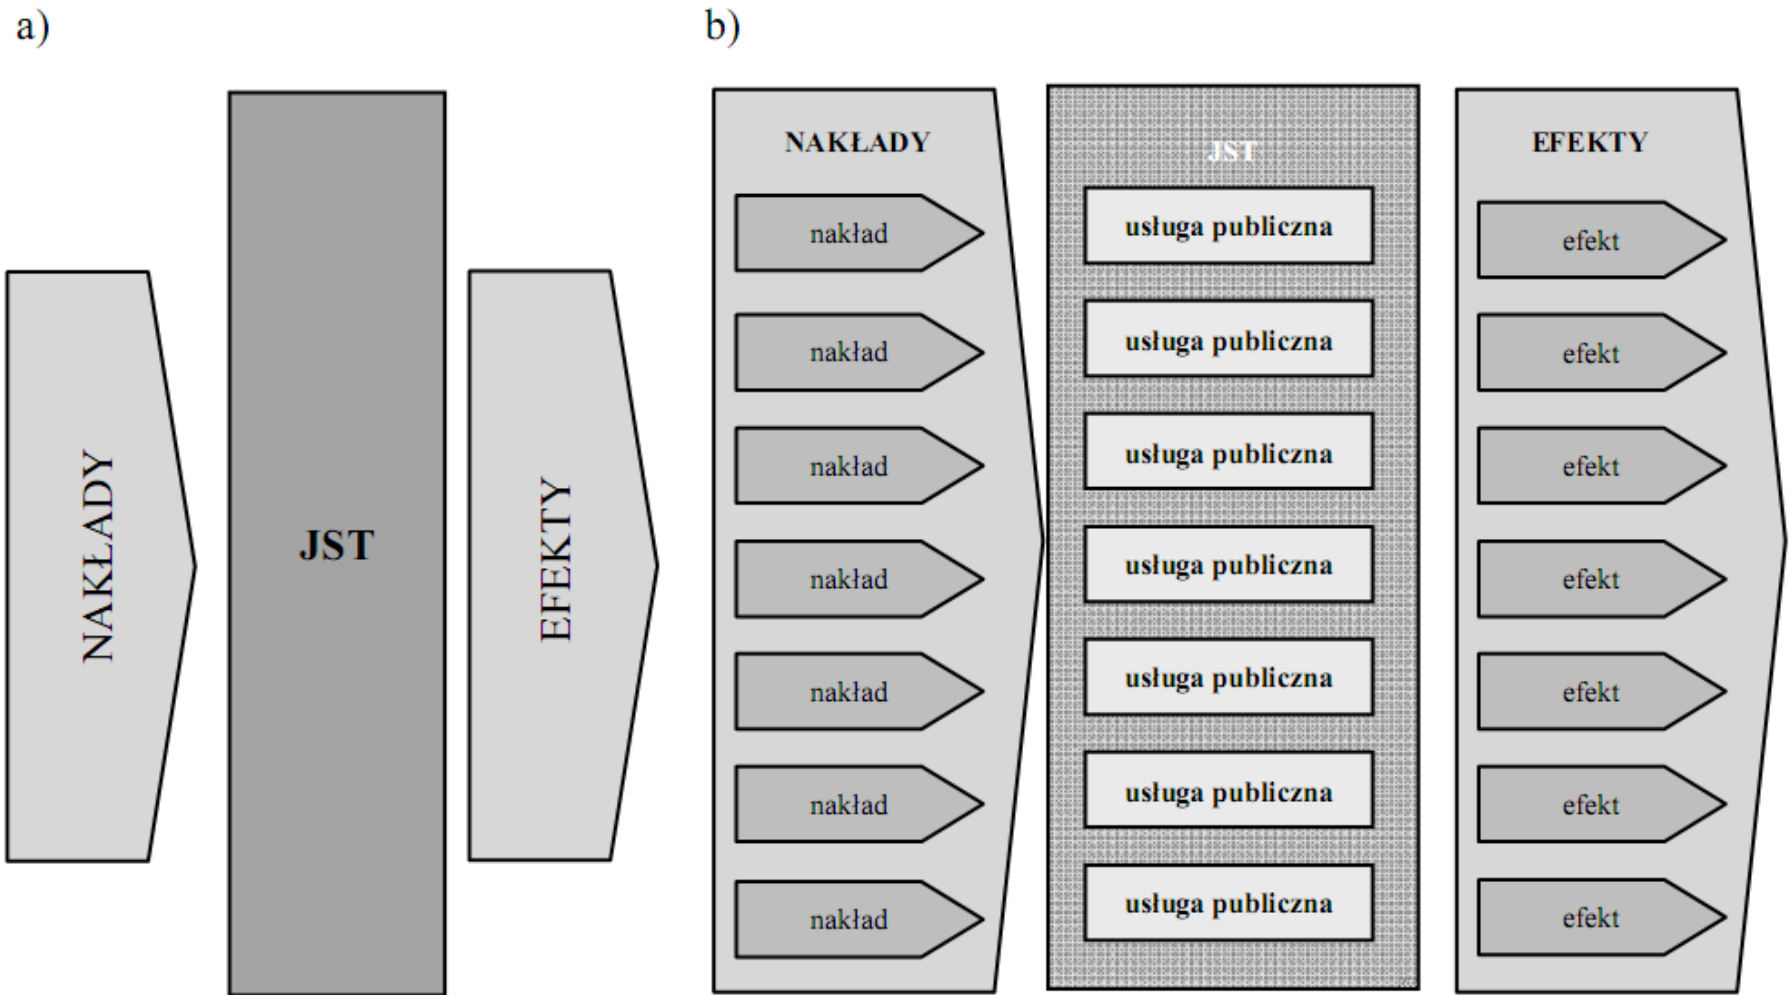 a)
NAKŁADY
JST
EFEKTY
b)
NAKŁADY
nakład
nakład
nakład
nakład
nakład
nakład
nakład
JST
usługa publiczna
usługa publiczna
usługa publiczna
usługa publiczna
usługa publiczna
usługa publiczna
usługa publiczna
EFEKTY
efekt
efekt
efekt
efekt
efekt
efekt
efekt